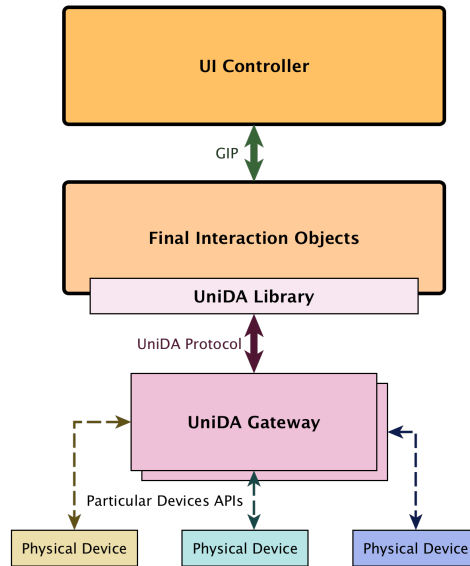 UI Controller
GIP
Final Interaction Objects
UniDA Library
UniDA Protocol
UniDA Gateway
Particular Devices APIs
Physical Device
Physical Device
Physical Device